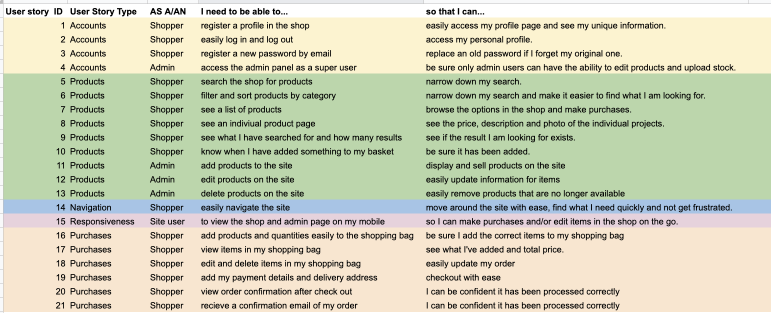 User story ID User Story Type AS A/AN I need to be able to... so that I can...
1 Accounts Shopper register a profile in the shop easily access my profile page and see my unique information.
2 Accounts Shopper easily log in and log out access my personal profile.
3 Accounts Shopper register a new password by email replace an old password if I forget my original one.
4 Accounts Admin access the admin panel as a super user be sure only admin users can have the ability to edit products and upload stock.
5 Products Shopper search the shop for products narrow down my search.
6 Products Shopper filter and sort products by category narrow down my search and make it easier to find what I am looking for.
7 Products Shopper see a list of products browse the options in the shop and make purchases.
8 Products Shopper see an indiviual product page see the price, description and photo of the individual projects.
9 Products Shopper see what I have searched for and how many results see if the result I am looking for exists.
10 Products Shopper know when I have added something to my basket be sure it has been added.
11 Products Admin add products to the site display and sell products on the site
12 Products Admin edit products on the site easily update information for items
13 Products Admin delete products on the site easily remove products that are no longer available
14 Navigation Shopper easily navigate the site move around the site with ease, find what I need quickly and not get frustrated.
15 Responsiveness Site user to view the shop and admin page on my mobile so I can make purchases and/or edit items in the shop on the go.
16 Purchases Shopper add products and quantities easily to the shopping bag be sure I add the correct items to my shopping bag
17 Purchases Shopper view items in my shopping bag see what I've added and total price.
18 Purchases Shopper edit and delete items in my shopping bag easily update my order
19 Purchases Shopper add my payment details and delivery address checkout with ease
20 Purchases Shopper view order confirmation after check out I can be confident it has been processed correctly
21 Purchases Shopper recieve a confirmation email of my order I can be confident it has been processed correctly